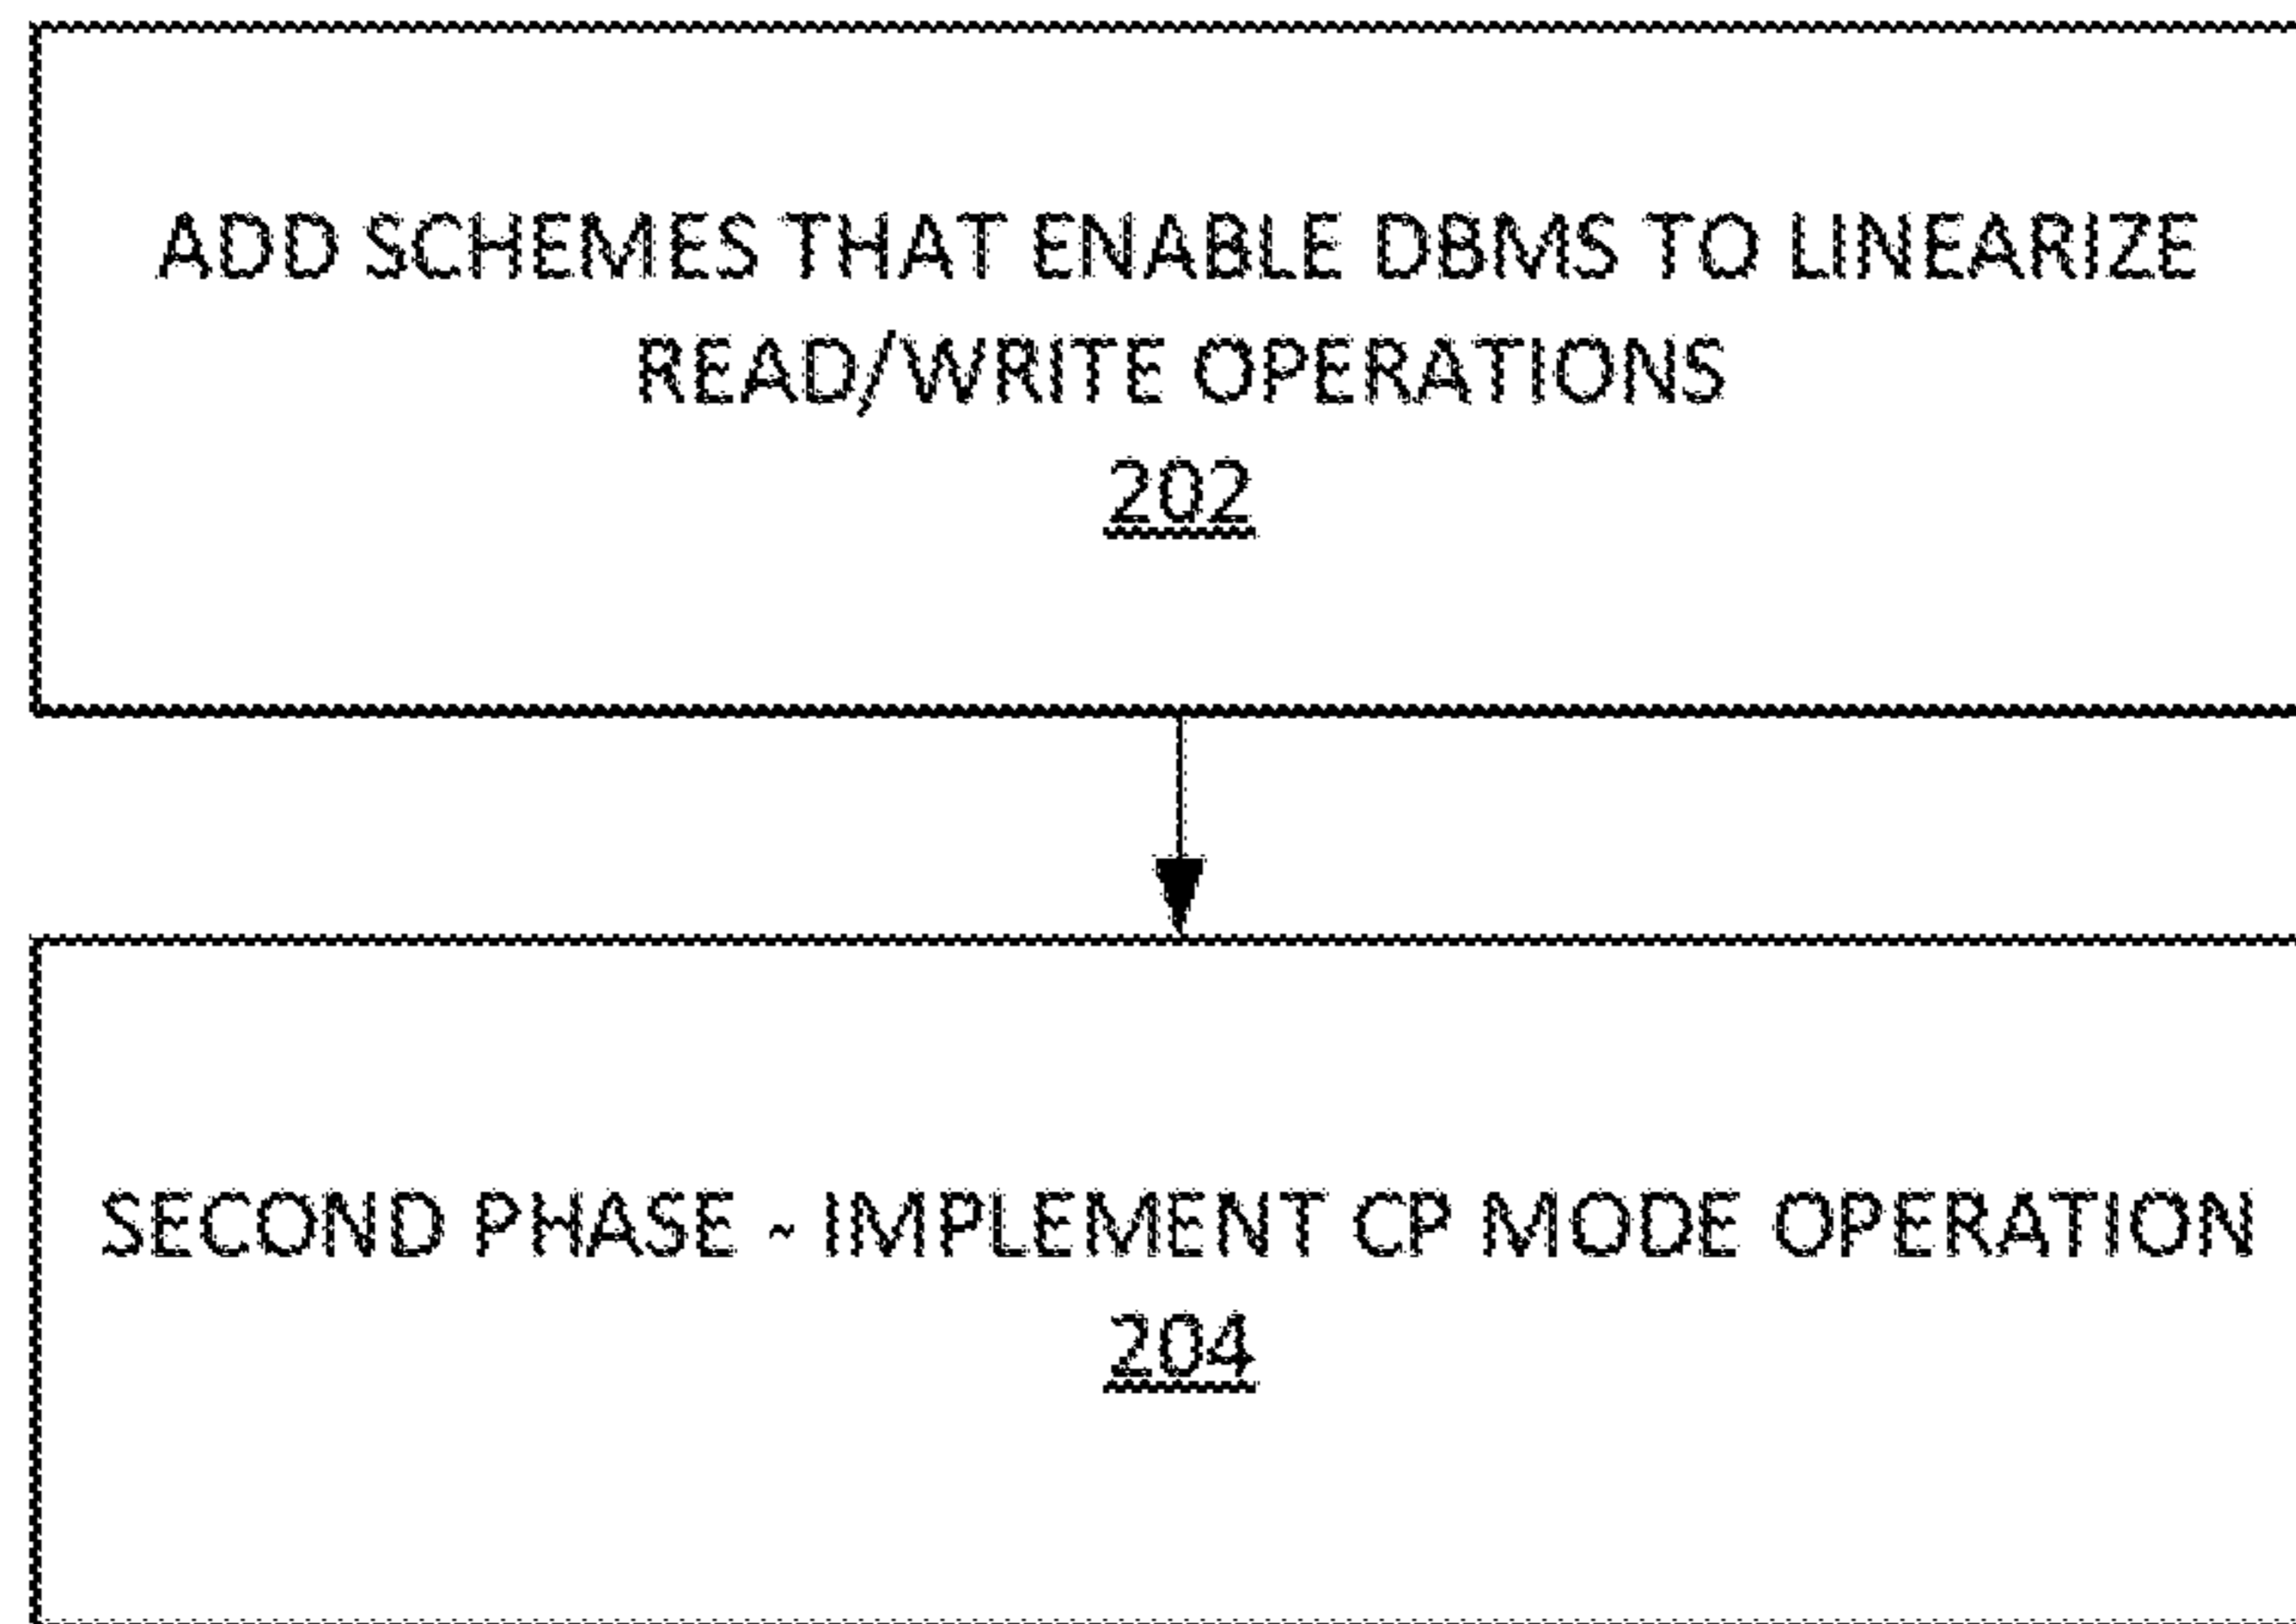 ADD SCHEMES THAT ENABLE DBMS TO LINEARIZE
READ/WRITE OPERATIONS
202
SECOND PHASE - IMPLEMENT CP MODE OPERATION
204